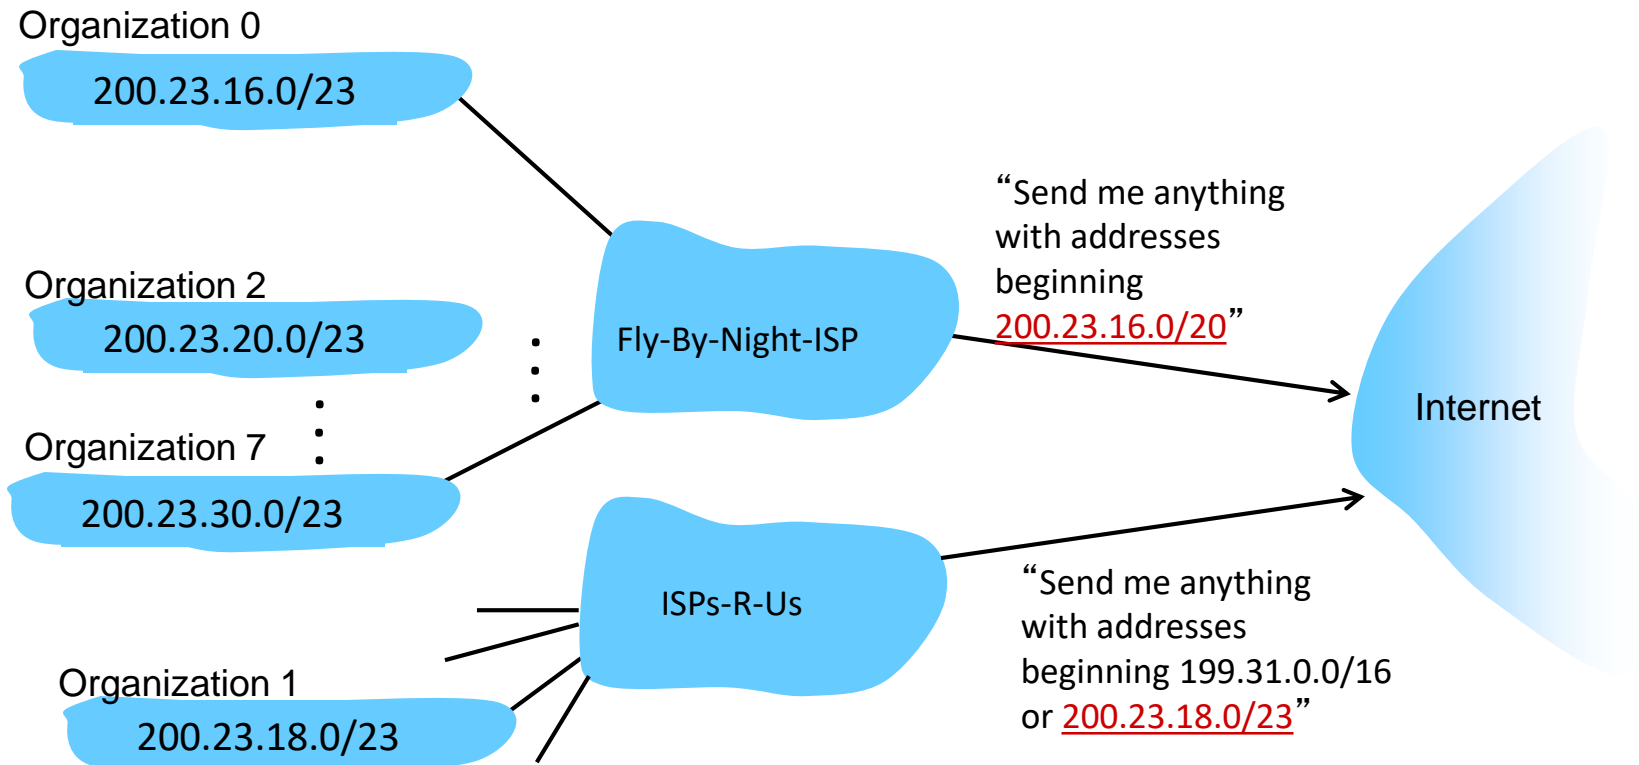 Organization 0
200.23.16.0/23
Organization 2
200.23.20.0/23
Organization 7
200.23.30.0/23
Fly-By-Night-ISP
“Send me anything
with addresses
beginning
200.23.16.0/20”
Internet
ISPs-R-Us
Organization 1
200.23.18.0/23
“Send me anything
with addresses
beginning 199.31.0.0/16
or 200.23.18.0/23”